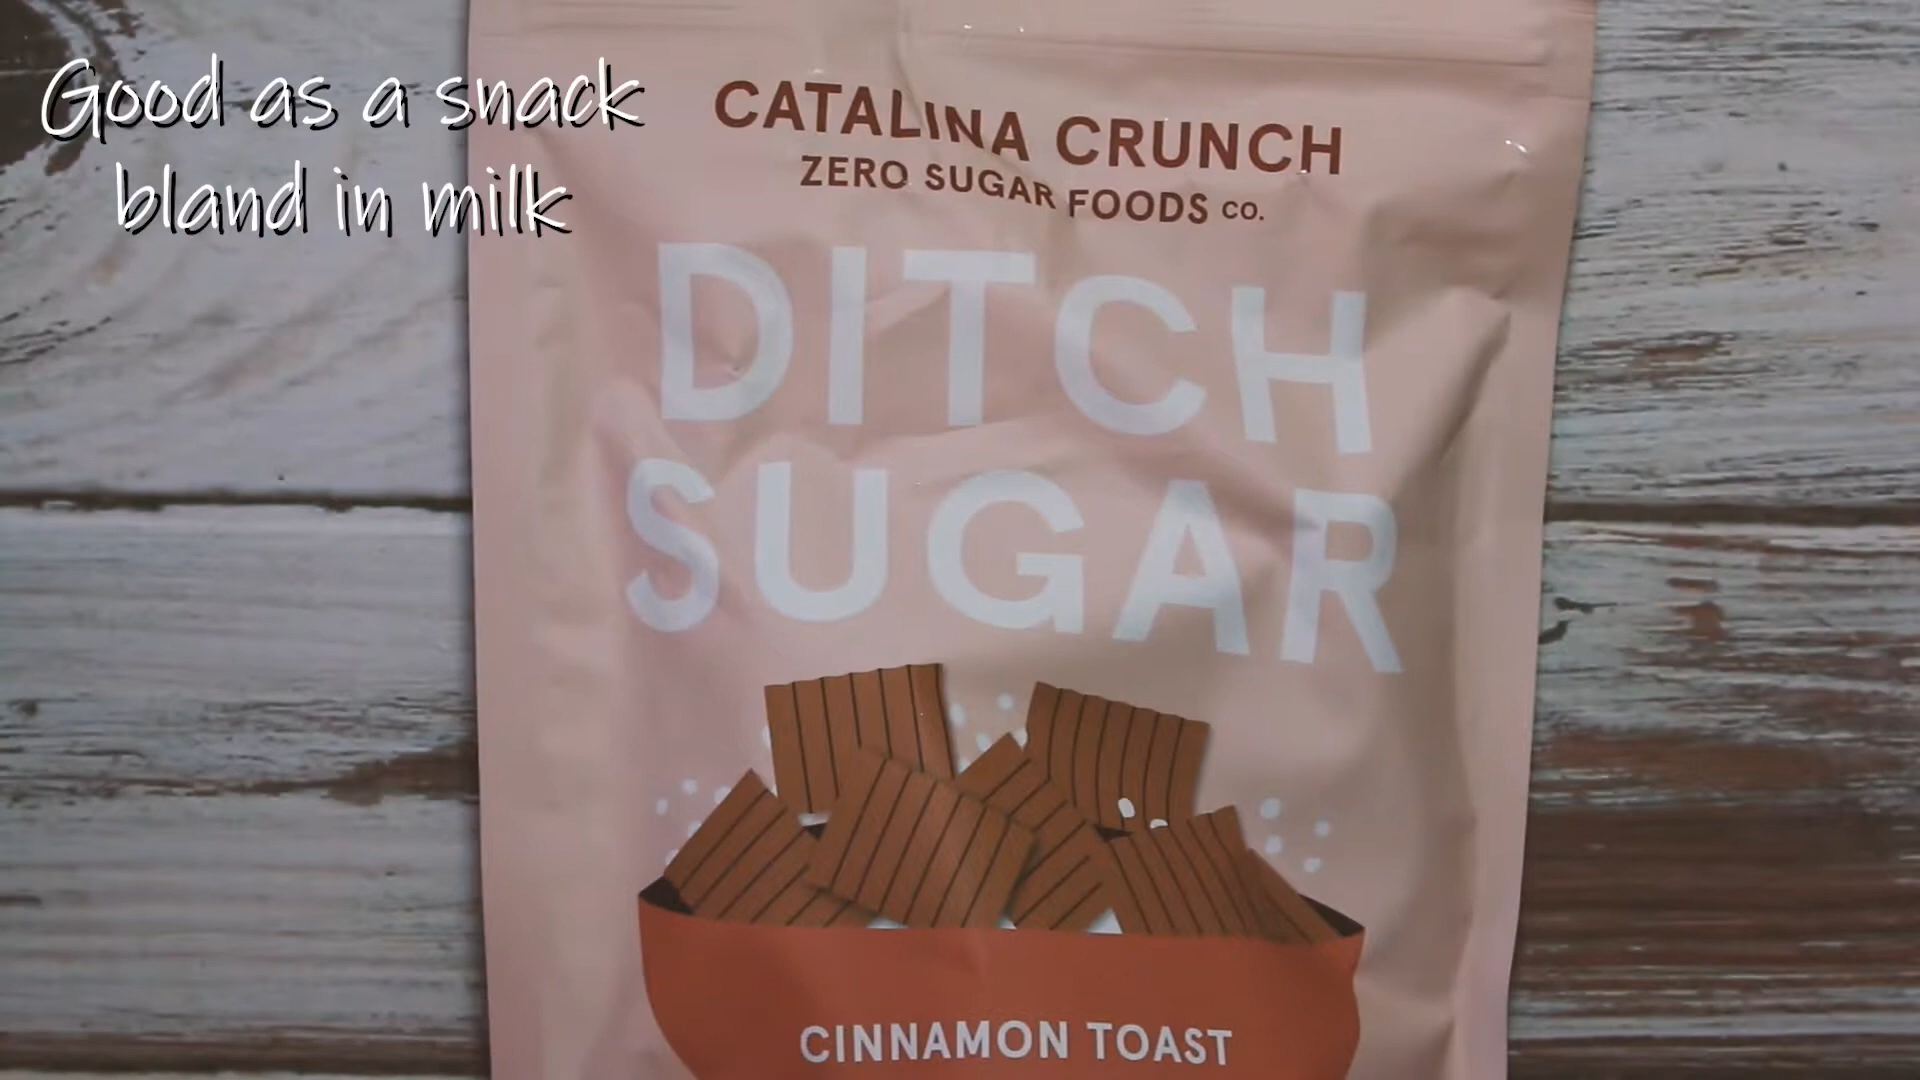 Good as a snack
bland in milk
CATALINA CRUNCH
ZERO SUGAR FOODS CO.
DITCH
SUGAR
CINNAMON TOAST